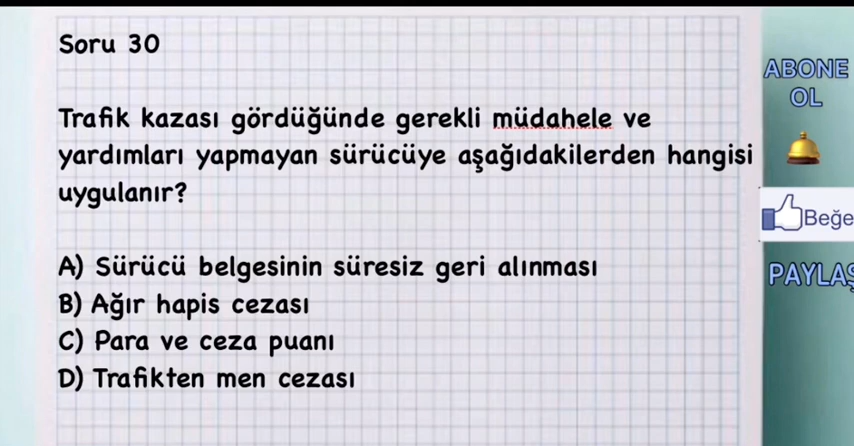 Soru 30
Trafik kazası gördüğünde gerekli müdahele ve
yardımları yapmayan sürücüye aşağıdakilerden hangisi
uygulanır?
A) Sürücü belgesinin süresiz geri alınması
B) Ağır hapis cezası
C) Para ve ceza puanı
D) Trafikten men cezası
ABONE
OL
Beğe
PAYLAŞ